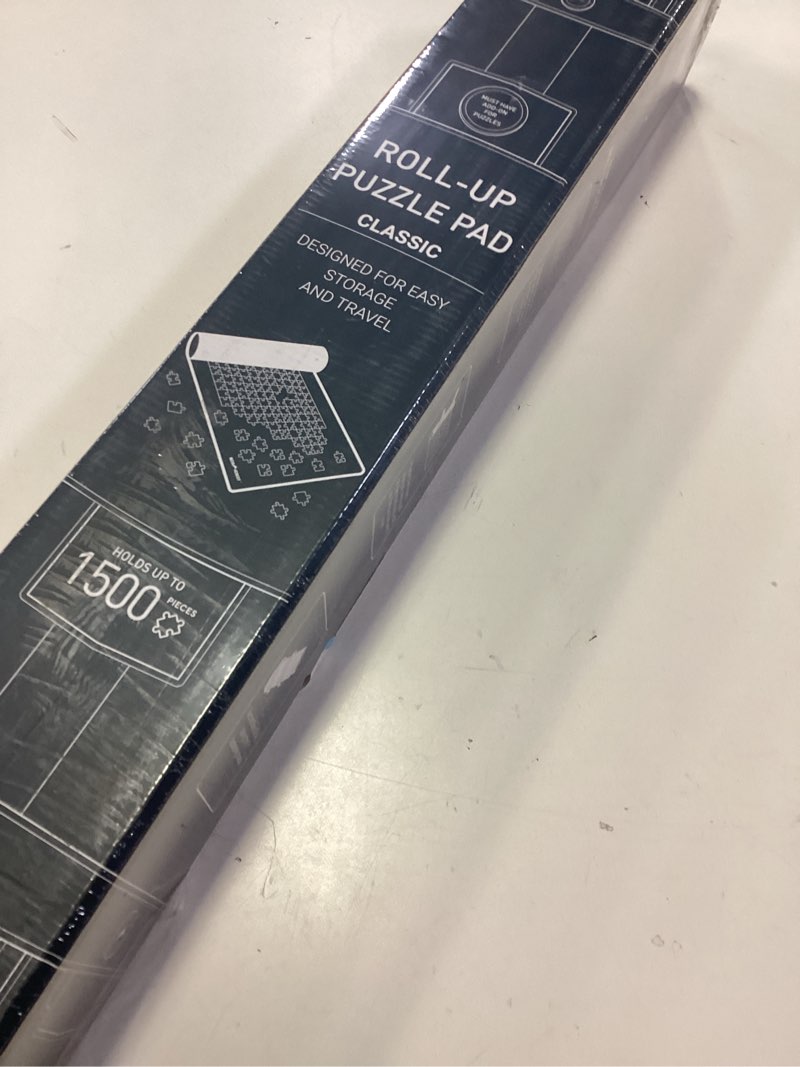 MUST HAVE
ADD-ON
FOR
PUZZLES
ROLL-UP
PUZZLE PAD
CLASSIC
DESIGNED FOR EASY
STORAGE
AND TRAVEL
HOLDS UP TO
1500 PIECES